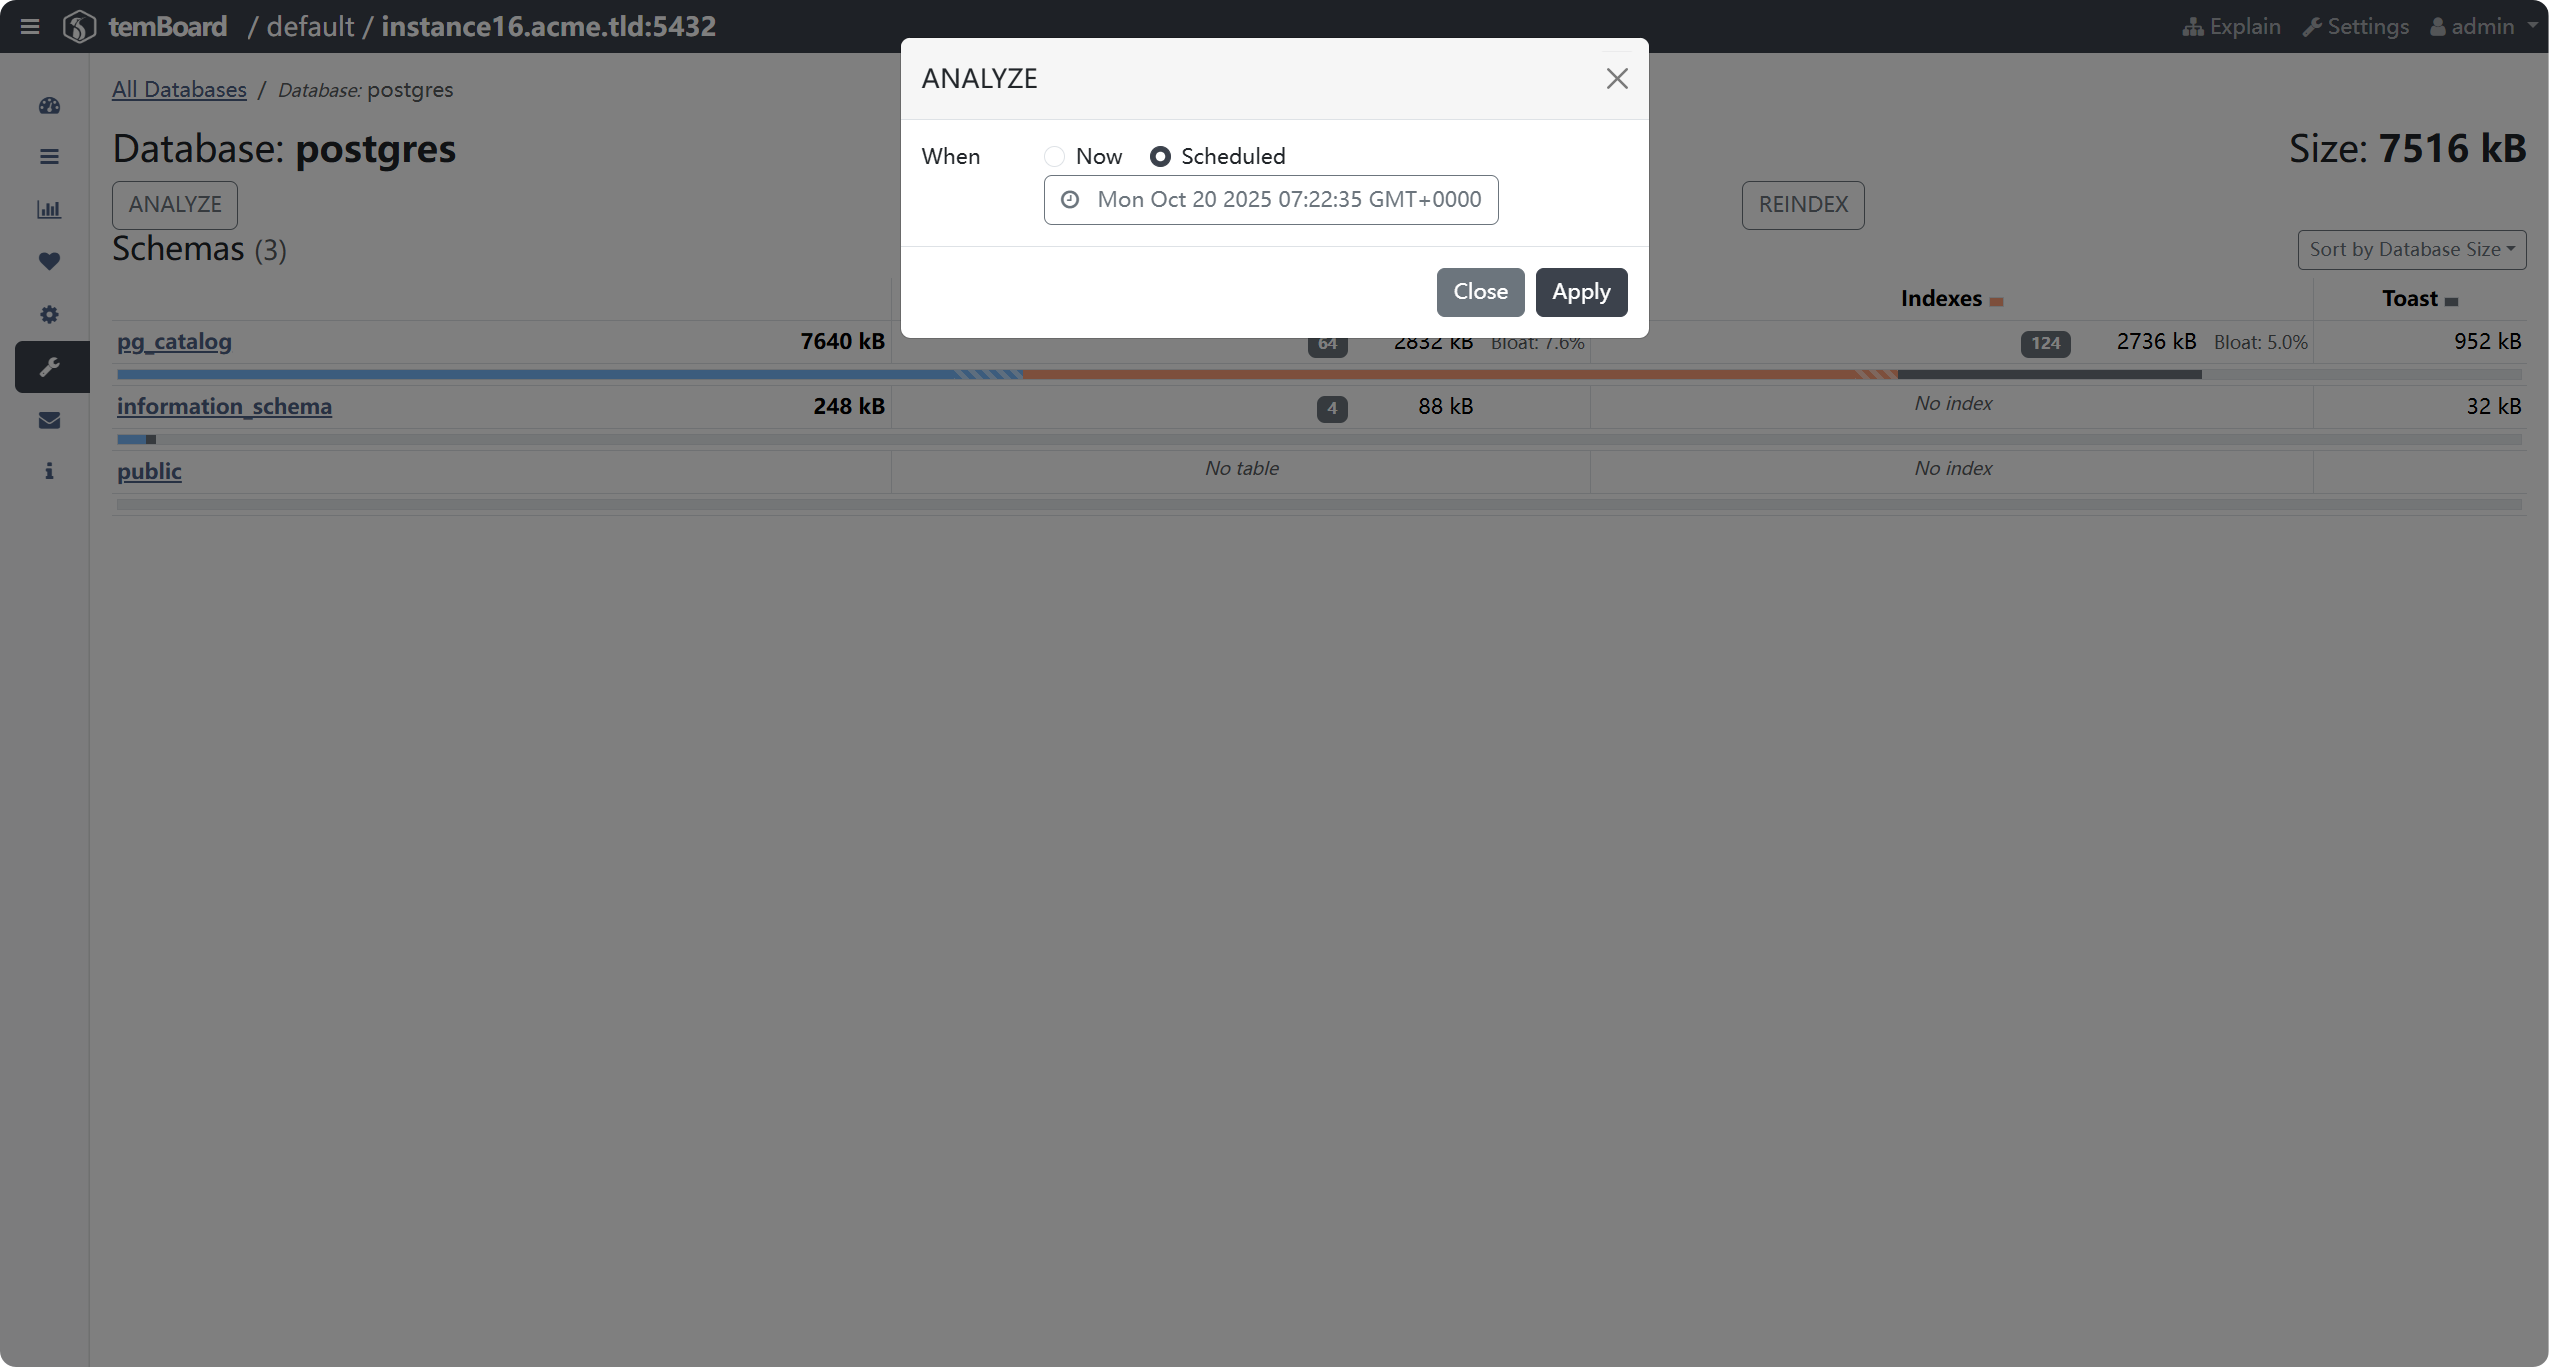 temBoard / default / instance16.acme.tld:5432
Explain Settings admin
ANALYZE
When Now Scheduled
Mon Oct 20 2025 07:22:35 GMT+0000
Close Apply
All Databases / Database: postgres
Database: postgres
Size: 7516 kB
ANALYZE
REINDEX
Schemas (3)
Sort by Database Size
Indexes Toast
pg_catalog 7640 kB 64 2832 kB Bloat: 7.6% 124 2736 kB Bloat: 5.0% 952 kB
information_schema 248 kB 4 88 kB No index 32 kB
public No table No index